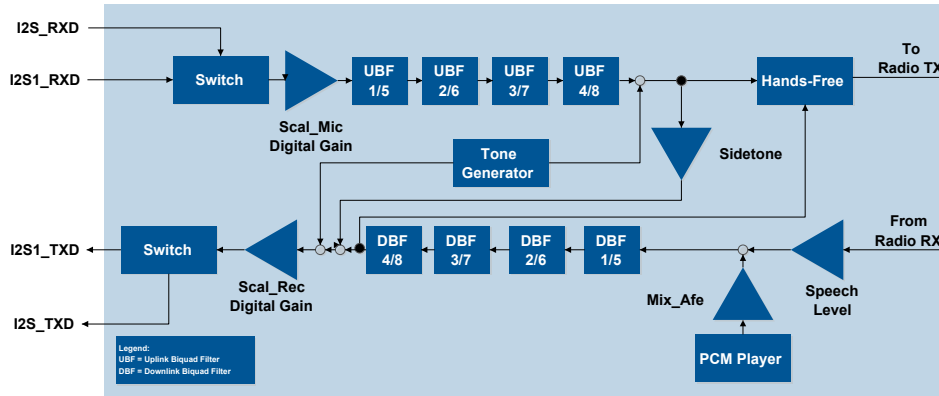 I2S_RXD
I2S1_RXD
Switch
Scal_Mic
Digital Gain
UBF
1/5
UBF
2/6
UBF
3/7
UBF
4/8
Hands-Free
To
Radio TX
Tone
Generator
Sidetone
I2S1_TXD
I2S_TXD
Switch
Scal_Rec
Digital Gain
DBF
4/8
DBF
3/7
DBF
2/6
DBF
1/5
Mix_Afe
PCM Player
Speech
Level
From
Radio RX
Legend:
UBF = Uplink Biquad Filter
DBF = Downlink Biquad Filter